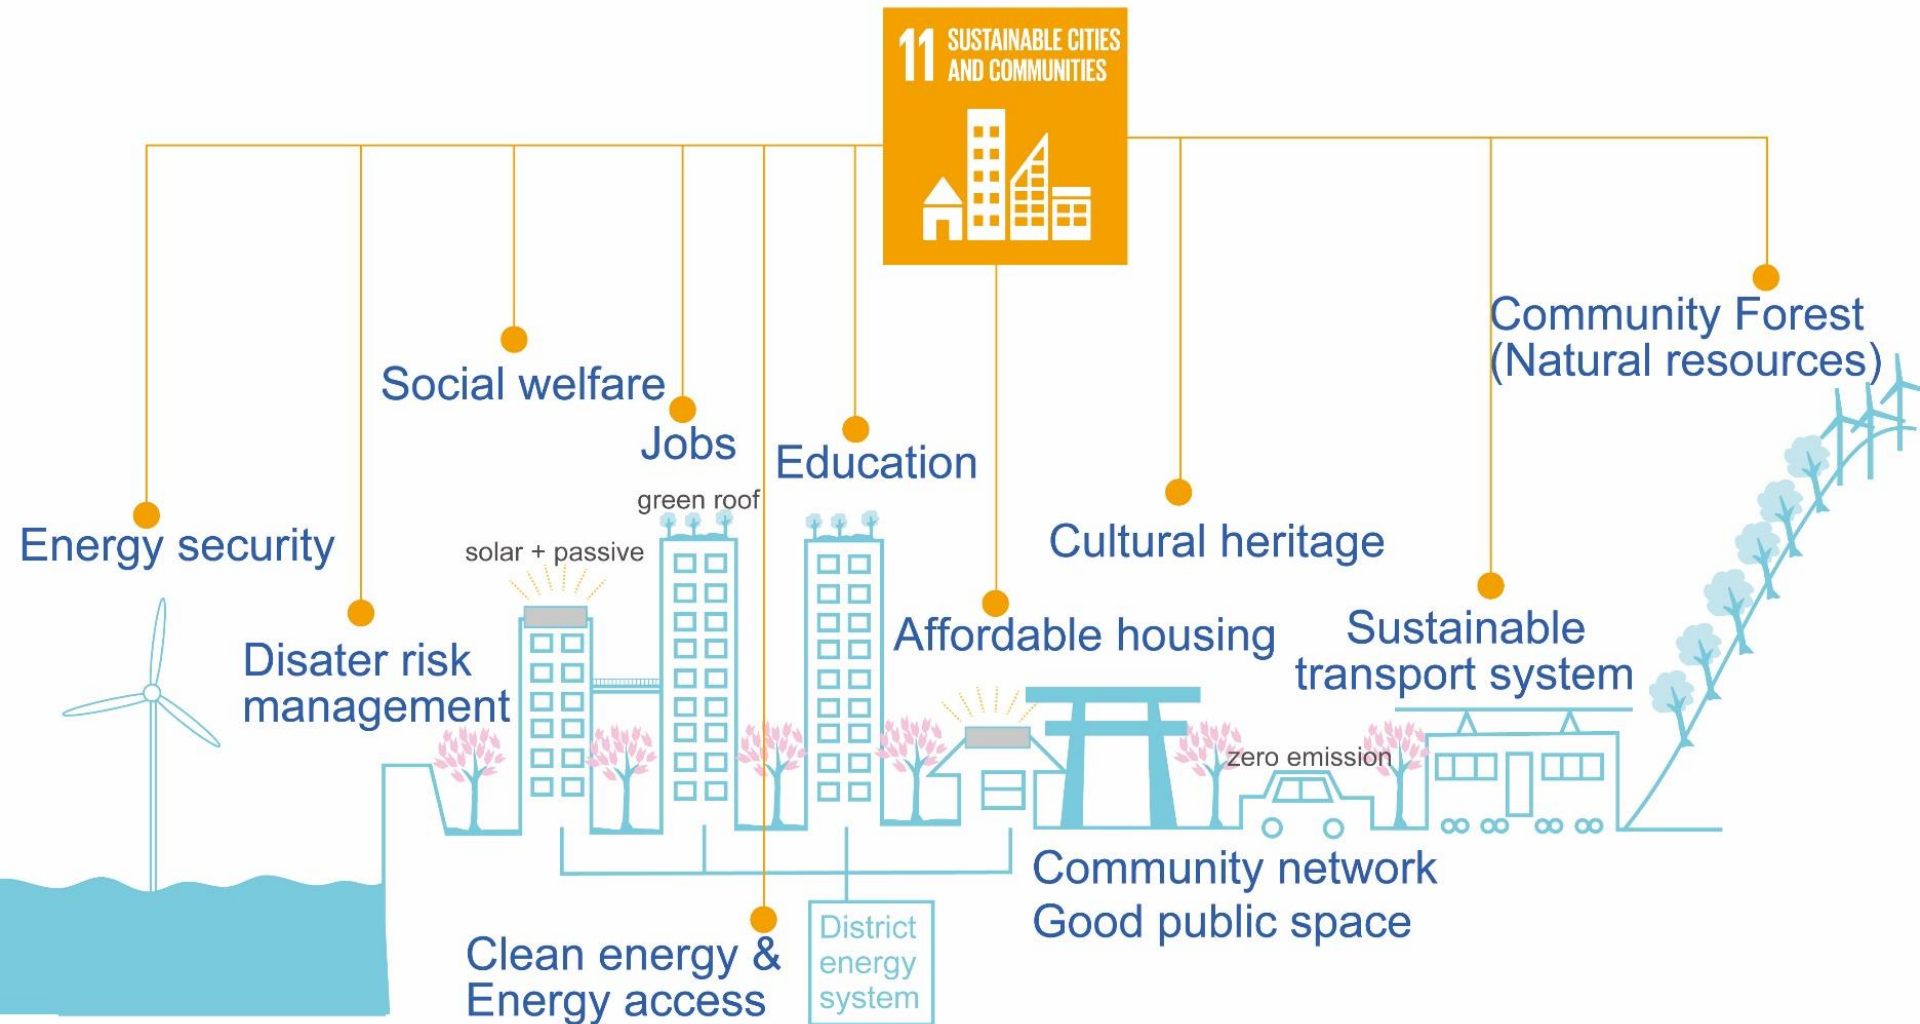 11 SUSTAINABLE CITIES
AND COMMUNITIES
Community Forest
(Natural resources)
Social welfare
Jobs
Education
green roof
Energy security
solar + passive
Cultural heritage
Disater risk
management
Affordable housing
Sustainable
transport system
zero emission
Community network
Good public space
Clean energy &
Energy access
District
energy
system